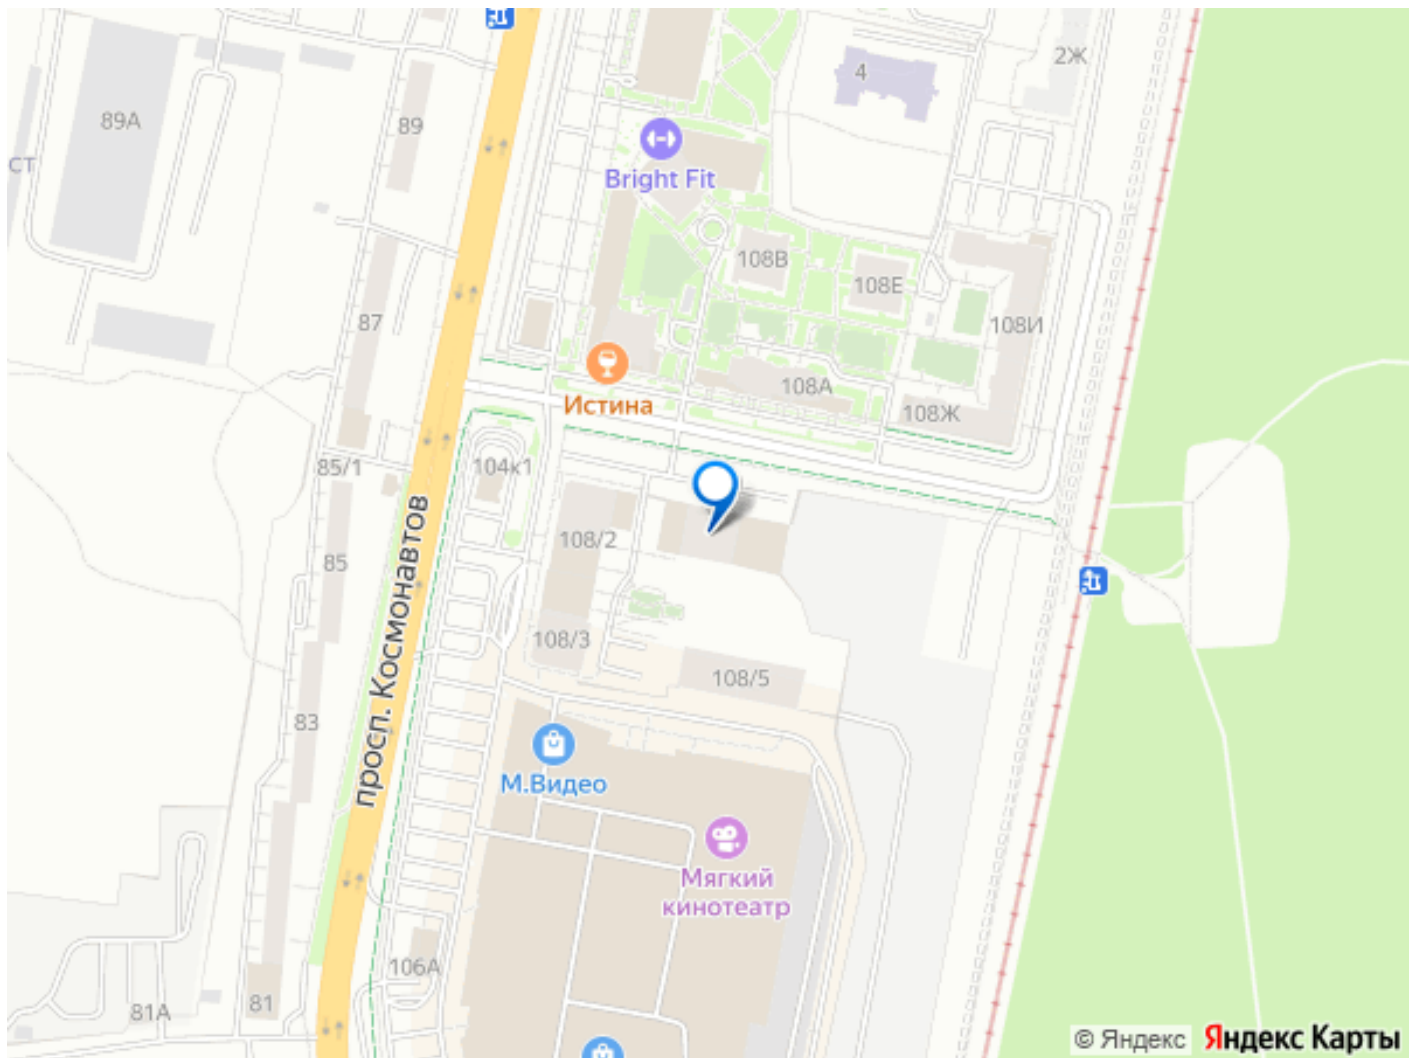 2Ж
4
89А
89
СТ
Bright Fit
108В
108Е
87
108И
108А
Истина
108Ж
85/1
104к1
108/2
85
просп. Космонавтов
108/3
108/5
83
М.Видео
Мягкий
кинотеатр
106А
81
81А
© Яндекс Яндекс Карты